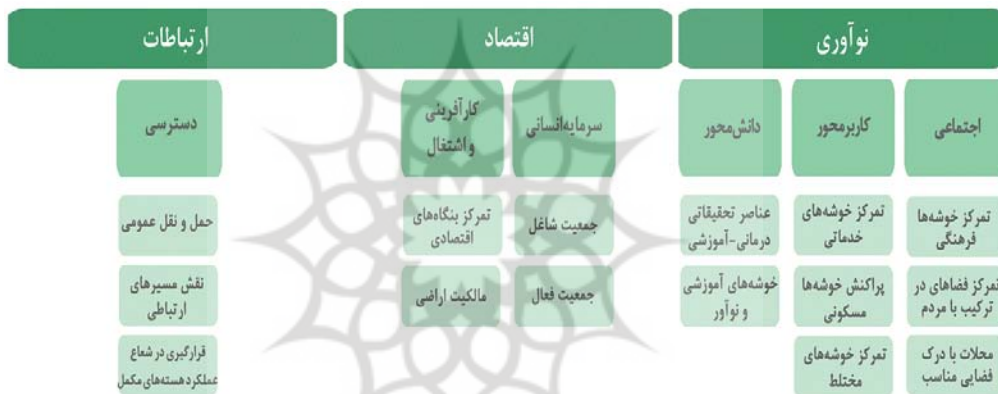 نوآوری
اقتصاد
ارتباطات
اجتماعی
کاربرمحور
دانش‌محور
سرمایه‌انسانی
کارآفرینی
واشتغال
دسترسی
تمرکز خوشه‌ها
فرهنگی
تمرکز خوشه‌های
خدماتی
عناصر تحقیقاتی
درمانی-آموزشی
جمعیت شاغل
تمرکز بنگاه‌های
اقتصادی
حمل و نقل عمومی
تمرکز فضاهای در
ترکیب با مردم
پراکنش خوشه‌ها
مسکونی
خوشه‌های آموزشی
و نوآور
جمعیت فعال
مالکیت اراضی
نقش مسیرهای
ارتباطی
محلات با درک
فضایی مناسب
تمرکز خوشه‌های
مختلط
قرارگیری در شعاع
عملکرد هسته‌های مکمل